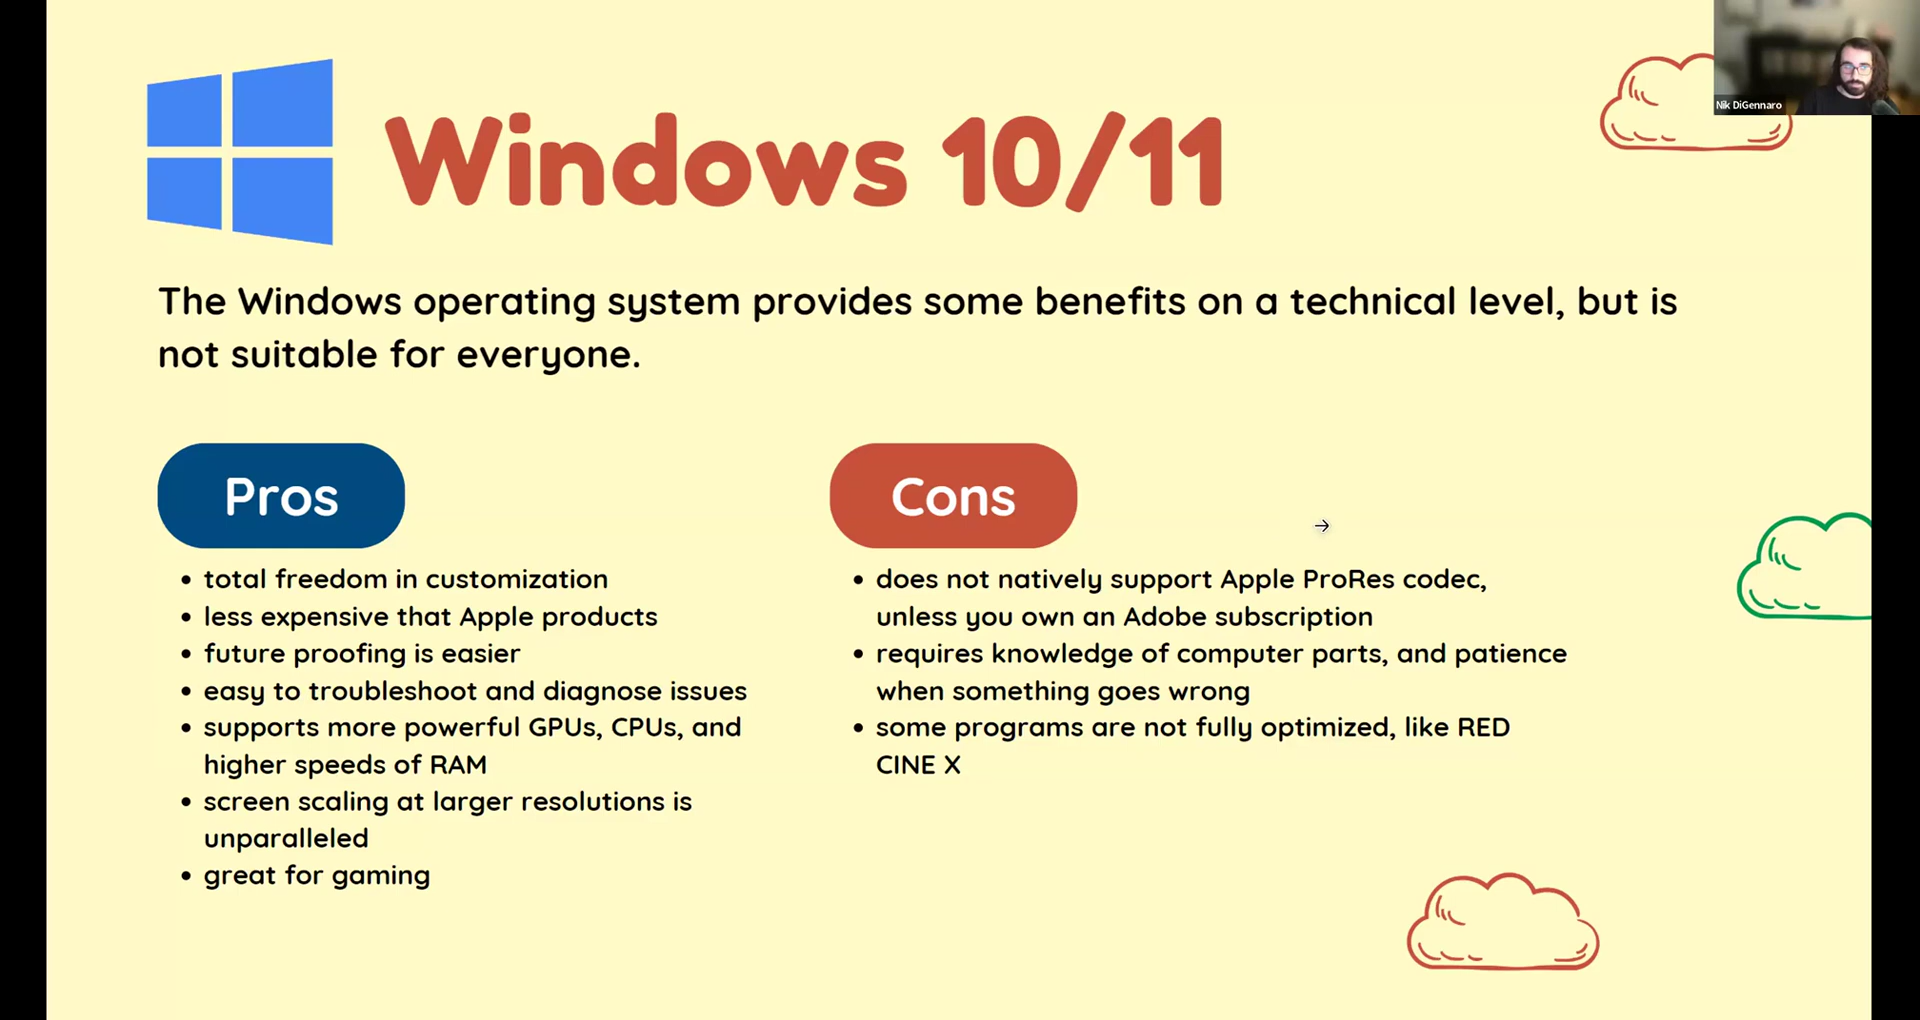 Nik DiGennaro
Windows 10/11
The Windows operating system provides some benefits on a technical level, but is
not suitable for everyone.
Pros
• total freedom in customization
• less expensive that Apple products
• future proofing is easier
• easy to troubleshoot and diagnose issues
• supports more powerful GPUs, CPUs, and
higher speeds of RAM
• screen scaling at larger resolutions is
unparalleled
• great for gaming
Cons
• does not natively support Apple ProRes codec,
unless you own an Adobe subscription
• requires knowledge of computer parts, and patience
when something goes wrong
• some programs are not fully optimized, like RED
CINE X